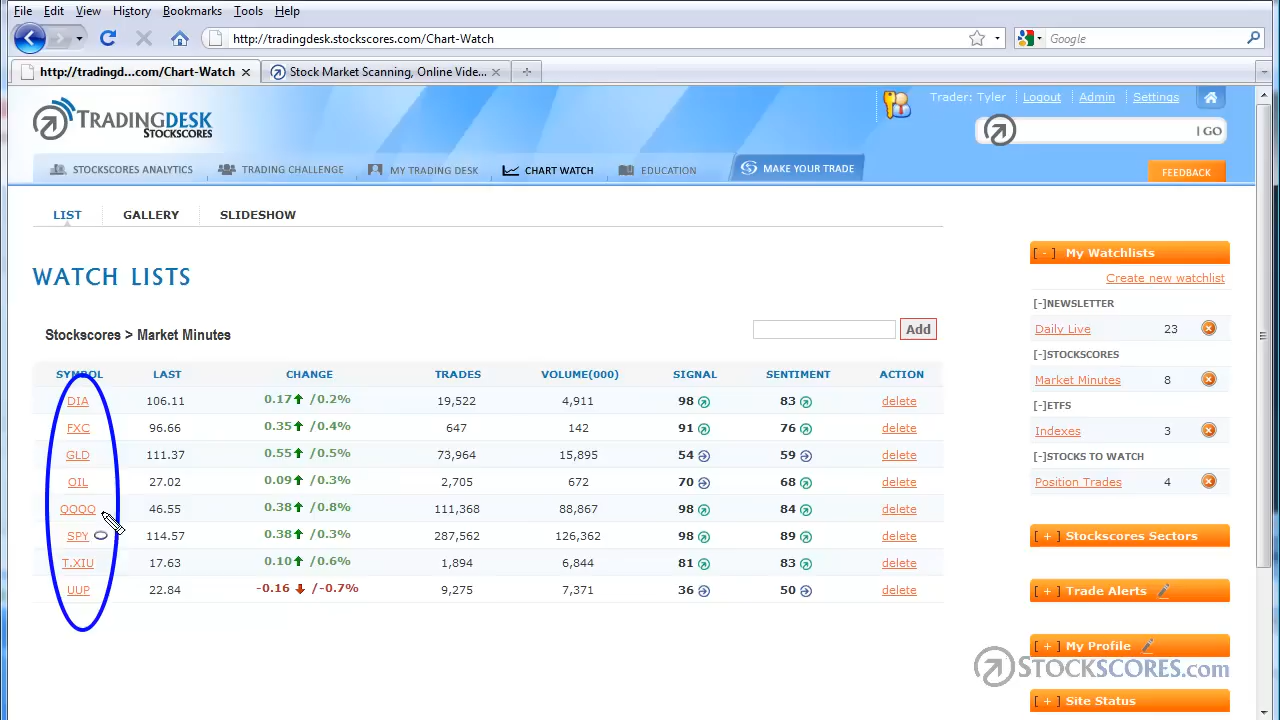 File Edit View History Bookmarks Tools Help
http://tradingdesk.stockscores.com/Chart-Watch Google
http://tradingd...com/Chart-Watch Stock Market Scanning, Online Vide...
TRADINGDESK STOCKSCORES
Trader: Tyler Logout Admin Settings
GO
STOCKSCORES ANALYTICS TRADING CHALLENGE MY TRADING DESK CHART WATCH EDUCATION MAKE YOUR TRADE
FEEDBACK
LIST GALLERY SLIDESHOW
WATCH LISTS
Stockscores > Market Minutes Add
SYMBOL LAST CHANGE TRADES VOLUME(000) SIGNAL SENTIMENT ACTION
DIA 106.11 0.17 /0.2% 19,522 4,911 98 83 delete
FXC 96.66 0.35 /0.4% 647 142 91 76 delete
GLD 111.37 0.55 /0.5% 73,964 15,895 54 59 delete
OIL 27.02 0.09 /0.3% 2,705 672 70 68 delete
QQQQ 46.55 0.38 /0.8% 111,368 88,867 98 84 delete
SPY 114.57 0.38 /0.3% 287,562 126,362 98 89 delete
T.XIU 17.63 0.10 /0.6% 1,894 6,844 81 83 delete
UUP 22.84 -0.16 /-0.7% 9,275 7,371 36 50 delete
[ - ] My Watchlists
Create new watchlist
[-]NEWSLETTER
Daily Live 23
[-]STOCKSCORES
Market Minutes 8
[-]ETFS
Indexes 3
[-]STOCKS TO WATCH
Position Trades 4
[ + ] Stockscores Sectors
[ + ] Trade Alerts
[ + ] My Profile
STOCKSCORES.com
[ + ] Site Status